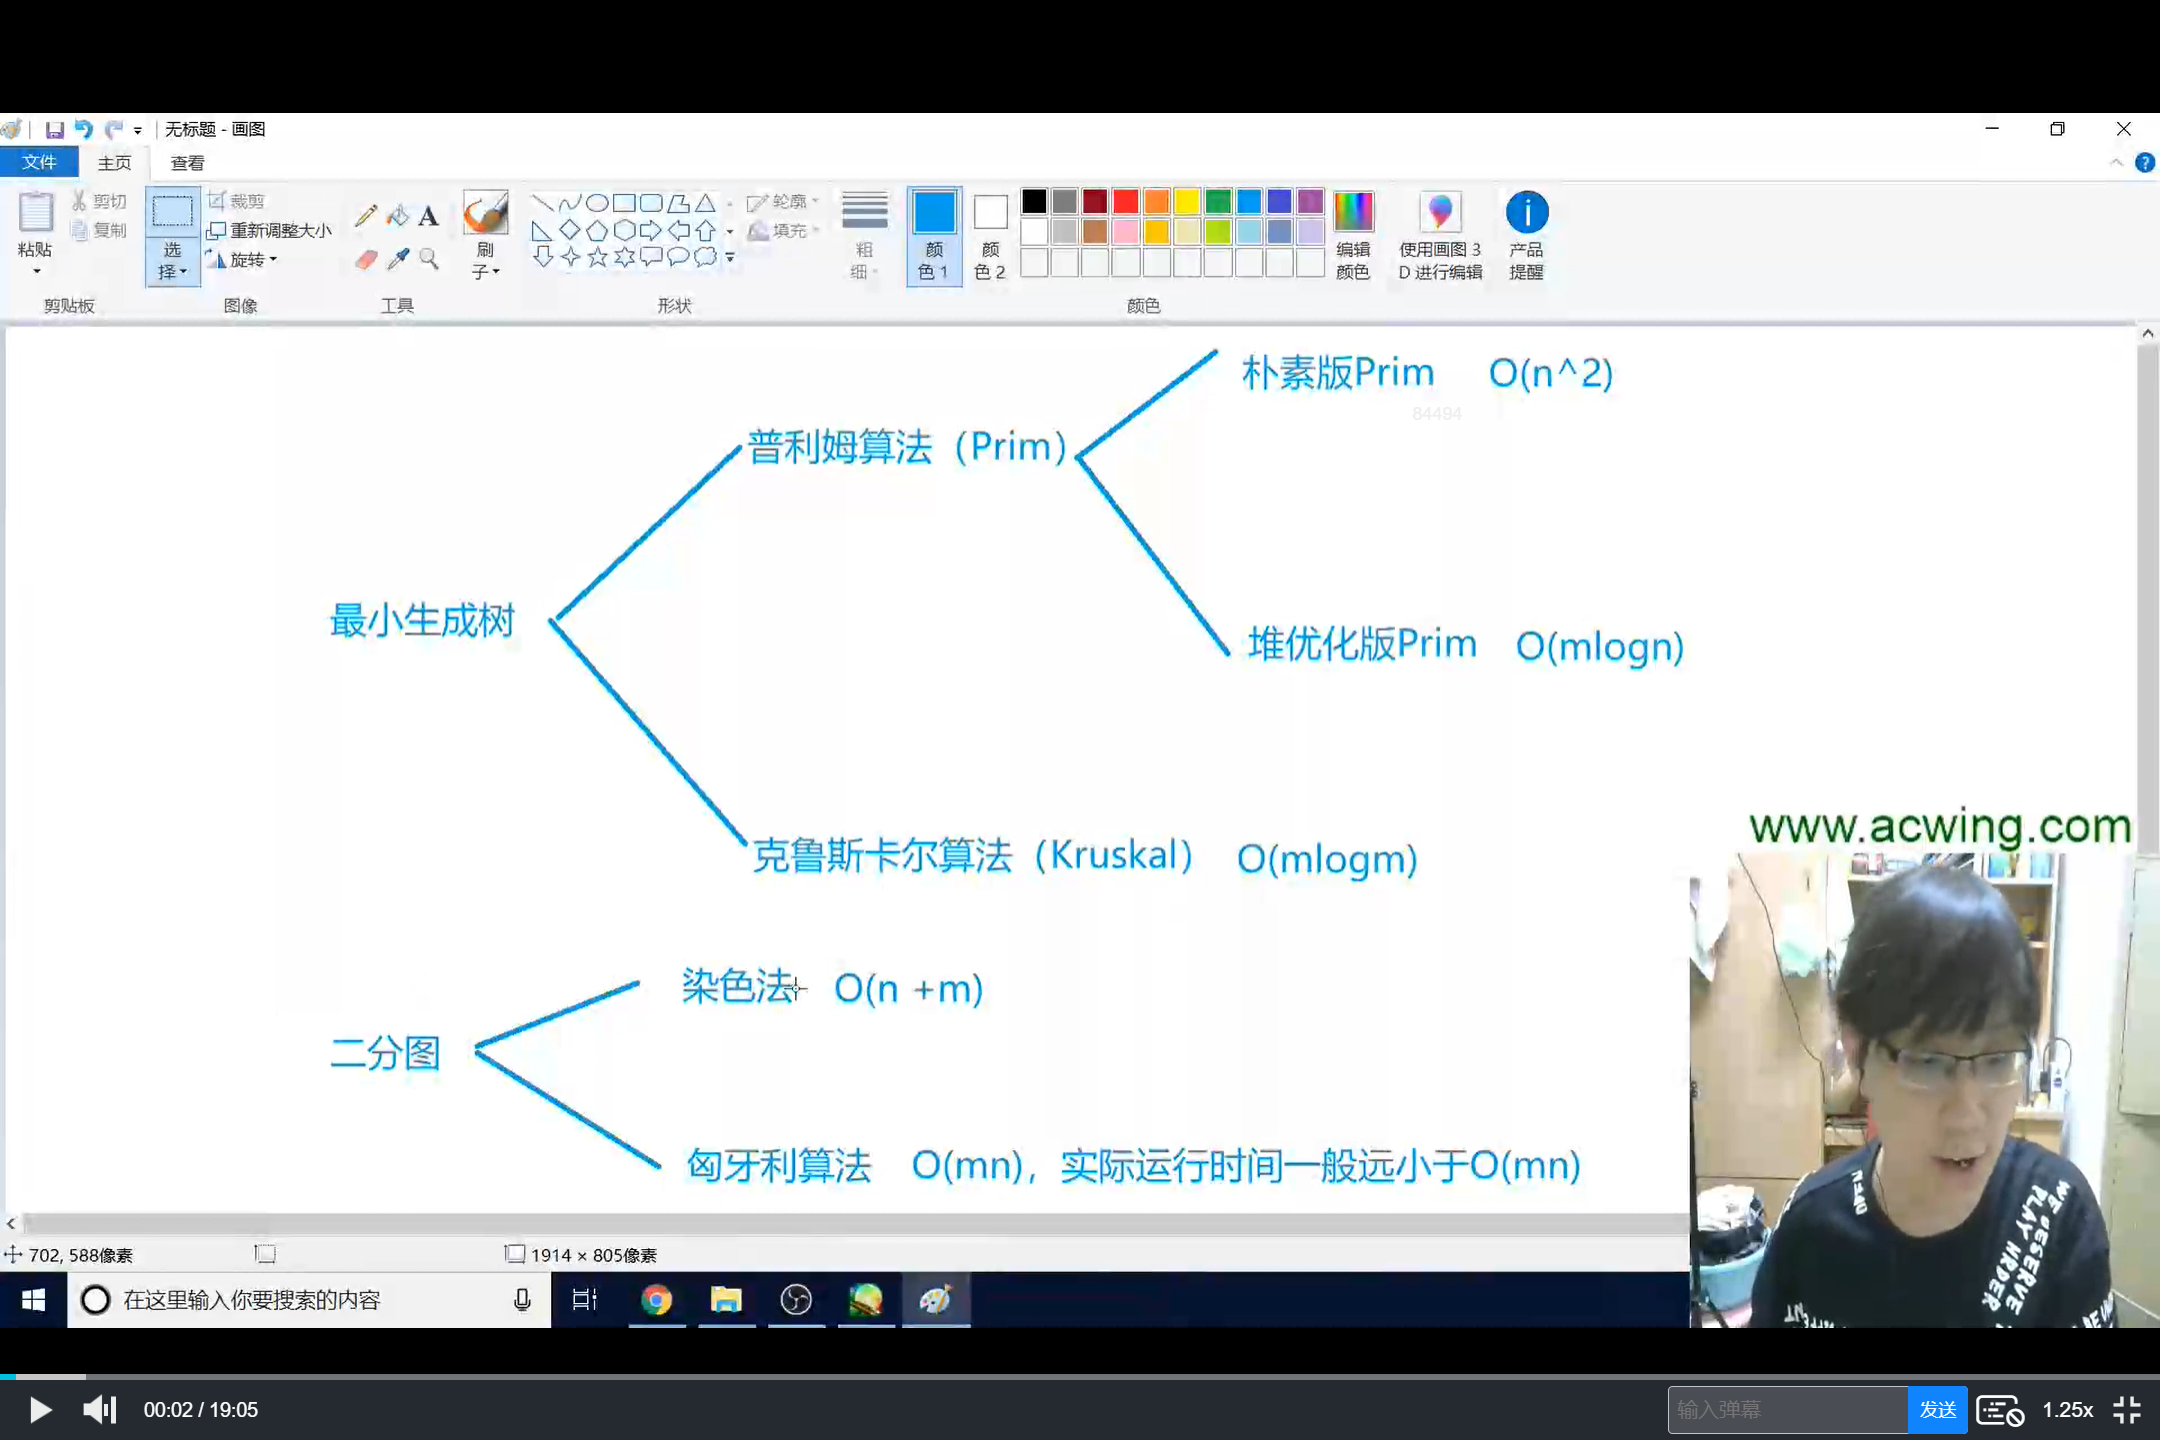 无标题 - 画图
文件 主页 查看
粘贴 剪切 复制 剪贴板
选择 裁剪 重新调整大小 旋转 图像
A 工具
刷子
形状 轮廓 填充
粗细
颜色 1
颜色 2
颜色
编辑颜色
使用画图 3D 进行编辑
产品提醒
朴素版Prim O(n^2)
84494
普利姆算法（Prim）
最小生成树
堆优化版Prim O(mlogn)
www.acwing.com
克鲁斯卡尔算法（Kruskal） O(mlogm)
染色法 O(n +m)
二分图
匈牙利算法 O(mn)，实际运行时间一般远小于O(mn)
WE DESERVE
702, 588像素 1914 × 805像素
在这里输入你要搜索的内容
00:02 / 19:05 输入弹幕 发送 1.25x